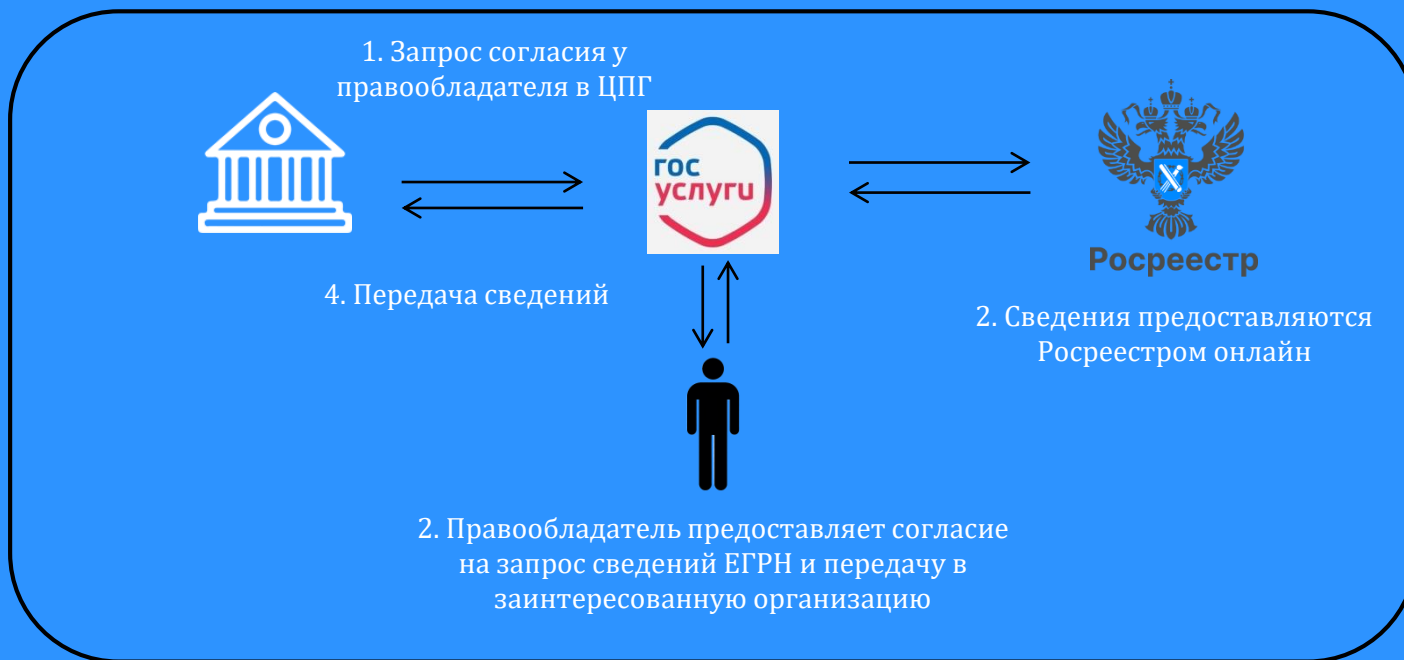 1. Запрос согласия у
правообладателя в ЦПГ
гос
услуги
Росреестр
4. Передача сведений
2. Сведения предоставляются
Росреестром онлайн
2. Правообладатель предоставляет согласие
на запрос сведений ЕГРН и передачу в
заинтересованную организацию